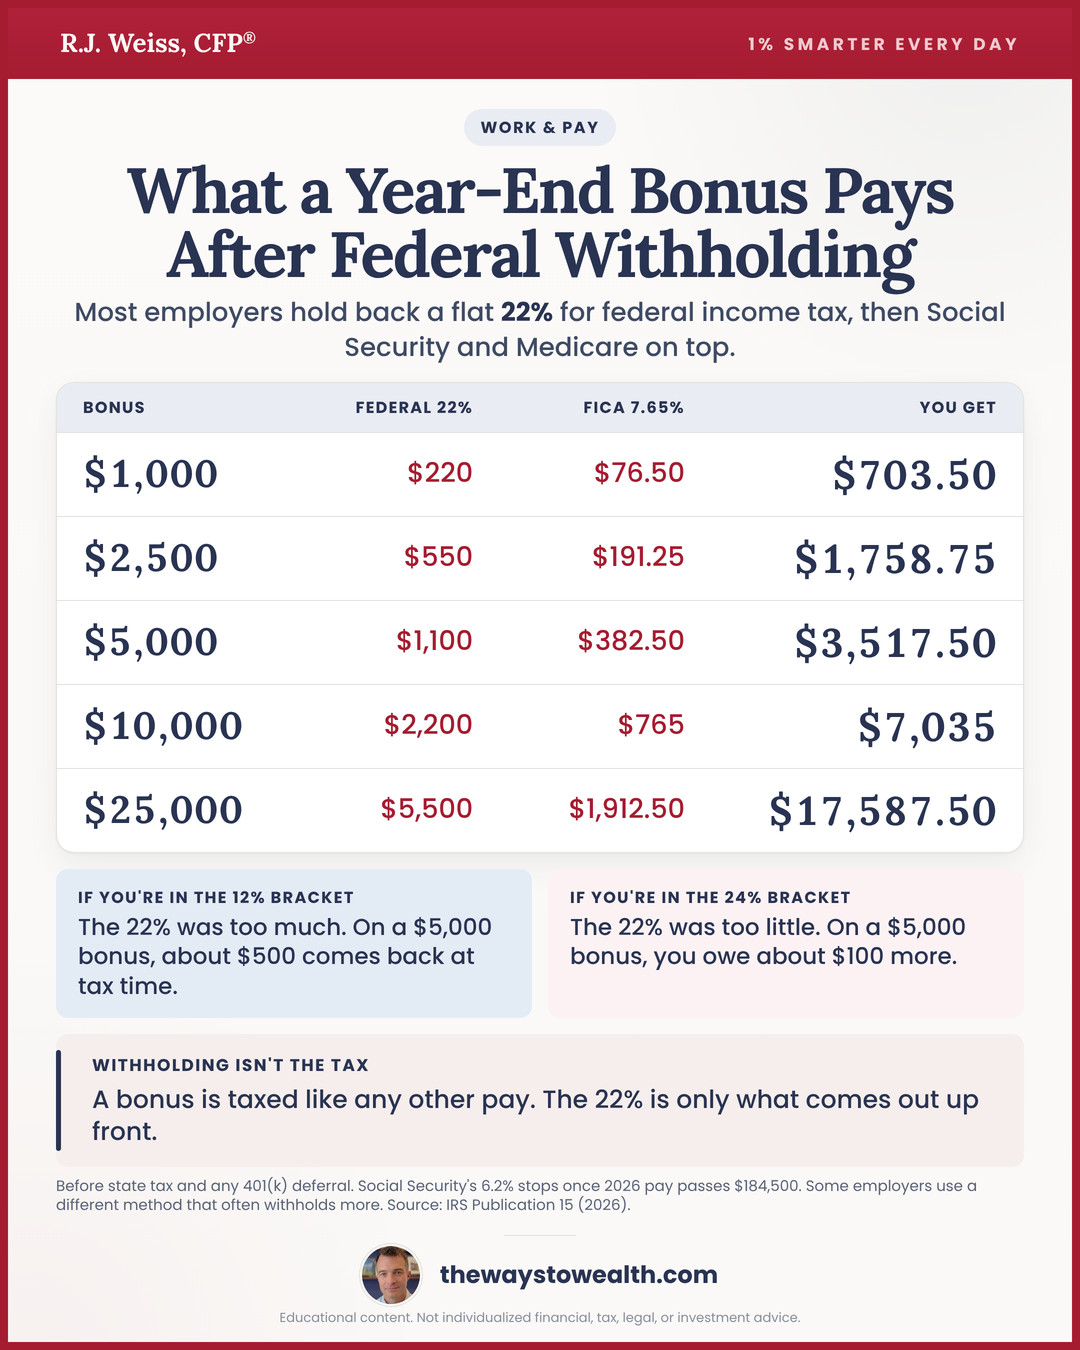 R.J. Weiss, CFP®
1% SMARTER EVERY DAY
WORK & PAY
What a Year-End Bonus Pays
After Federal Withholding
Most employers hold back a flat 22% for federal income tax, then Social
Security and Medicare on top.
BONUS FEDERAL 22% FICA 7.65% YOU GET
$1,000 $220 $76.50 $703.50
$2,500 $550 $191.25 $1,758.75
$5,000 $1,100 $382.50 $3,517.50
$10,000 $2,200 $765 $7,035
$25,000 $5,500 $1,912.50 $17,587.50
IF YOU'RE IN THE 12% BRACKET
The 22% was too much. On a $5,000
bonus, about $500 comes back at
tax time.
IF YOU'RE IN THE 24% BRACKET
The 22% was too little. On a $5,000
bonus, you owe about $100 more.
WITHHOLDING ISN'T THE TAX
A bonus is taxed like any other pay. The 22% is only what comes out up
front.
Before state tax and any 401(k) deferral. Social Security's 6.2% stops once 2026 pay passes $184,500. Some employers use a
different method that often withholds more. Source: IRS Publication 15 (2026).
thewaystowealth.com
Educational content. Not individualized financial, tax, legal, or investment advice.